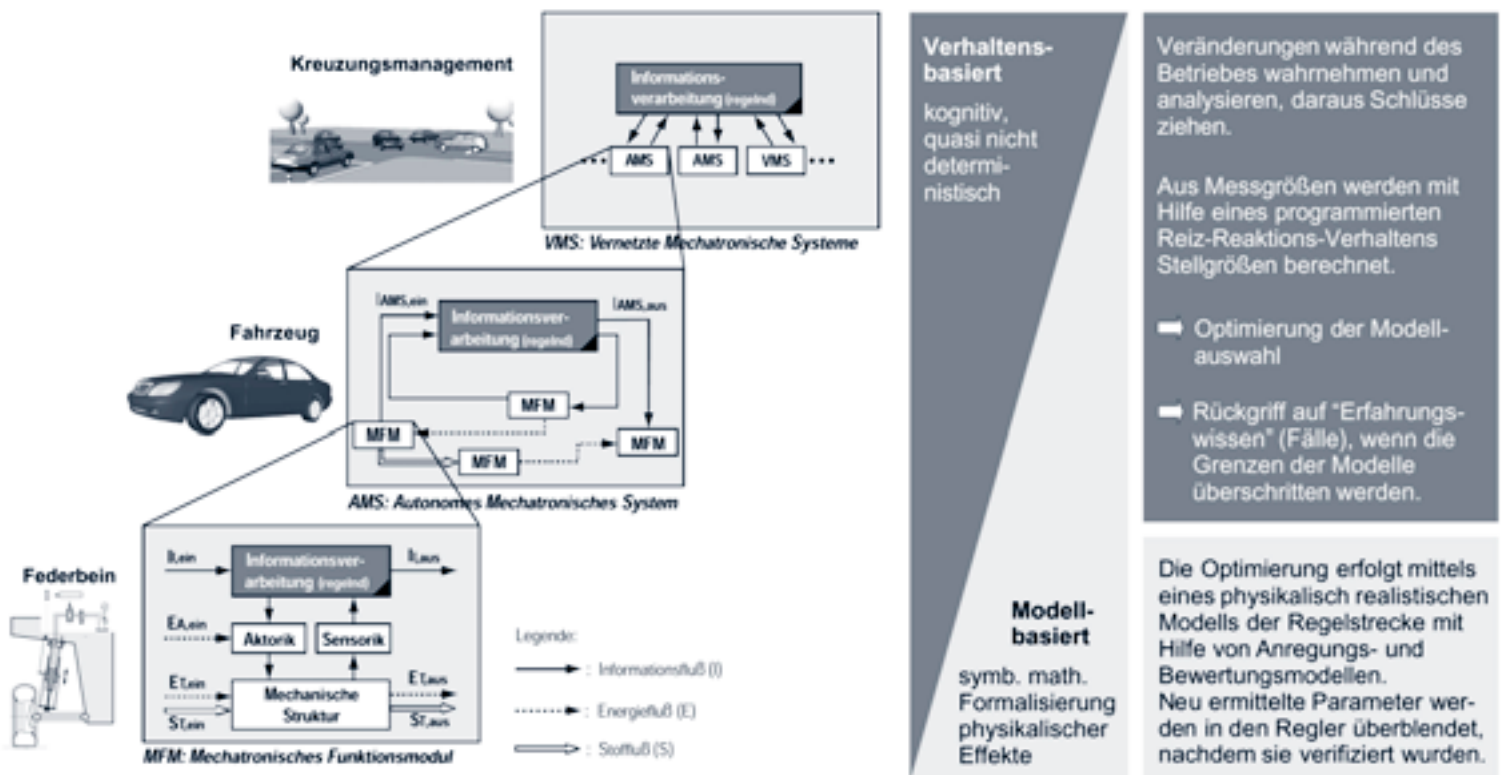 Kreuzungsmanagement
Informations-
verarbeitung (regelnd)
AMS
AMS
VMS
VMS: Vernetzte Mechatronische Systeme
Fahrzeug
IAMS,ein
IAMS,aus
Informationsver-
arbeitung (regelnd)
MFM
MFM
MFM
MFM
AMS: Autonomes Mechatronisches System
Federbein
Informationsver-
arbeitung (regelnd)
EA,ein
Aktorik
Sensorik
ET,ein
ET,aus
Mechanische
Struktur
ST,ein
ST,aus
MFM: Mechatronisches Funktionsmodul
Legende:
: Informationsfluß (I)
: Energiefluß (E)
: Stofffluß (S)
Verhaltens-
basiert
kognitiv,
quasi nicht
determi-
nistisch
Modell-
basiert
symb. math.
Formalisierung
physikalischer
Effekte
Veränderungen während des
Betriebes wahrnehmen und
analysieren, daraus Schlüsse
ziehen.
Aus Messgrößen werden mit
Hilfe eines programmierten
Reiz-Reaktions-Verhaltens
Stellgrößen berechnet.
Optimierung der Modell-
auswahl
Rückgriff auf "Erfahrungs-
wissen" (Fälle), wenn die
Grenzen der Modelle
überschritten werden.
Die Optimierung erfolgt mittels
eines physikalisch realistischen
Modells der Regelstrecke mit
Hilfe von Anregungs- und
Bewertungsmodellen.
Neu ermittelte Parameter wer-
den in den Regler überblendet,
nachdem sie verifiziert wurden.